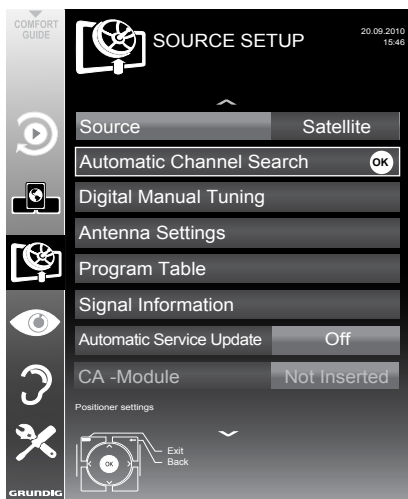 COMFORT
GUIDE
SOURCE SETUP
20.09.2010
15:46
Source Satellite
Automatic Channel Search OK
Digital Manual Tuning
Antenna Settings
Program Table
Signal Information
Automatic Service Update Off
CA -Module Not Inserted
Positioner settings
Exit
OK Back
GRUNDIG